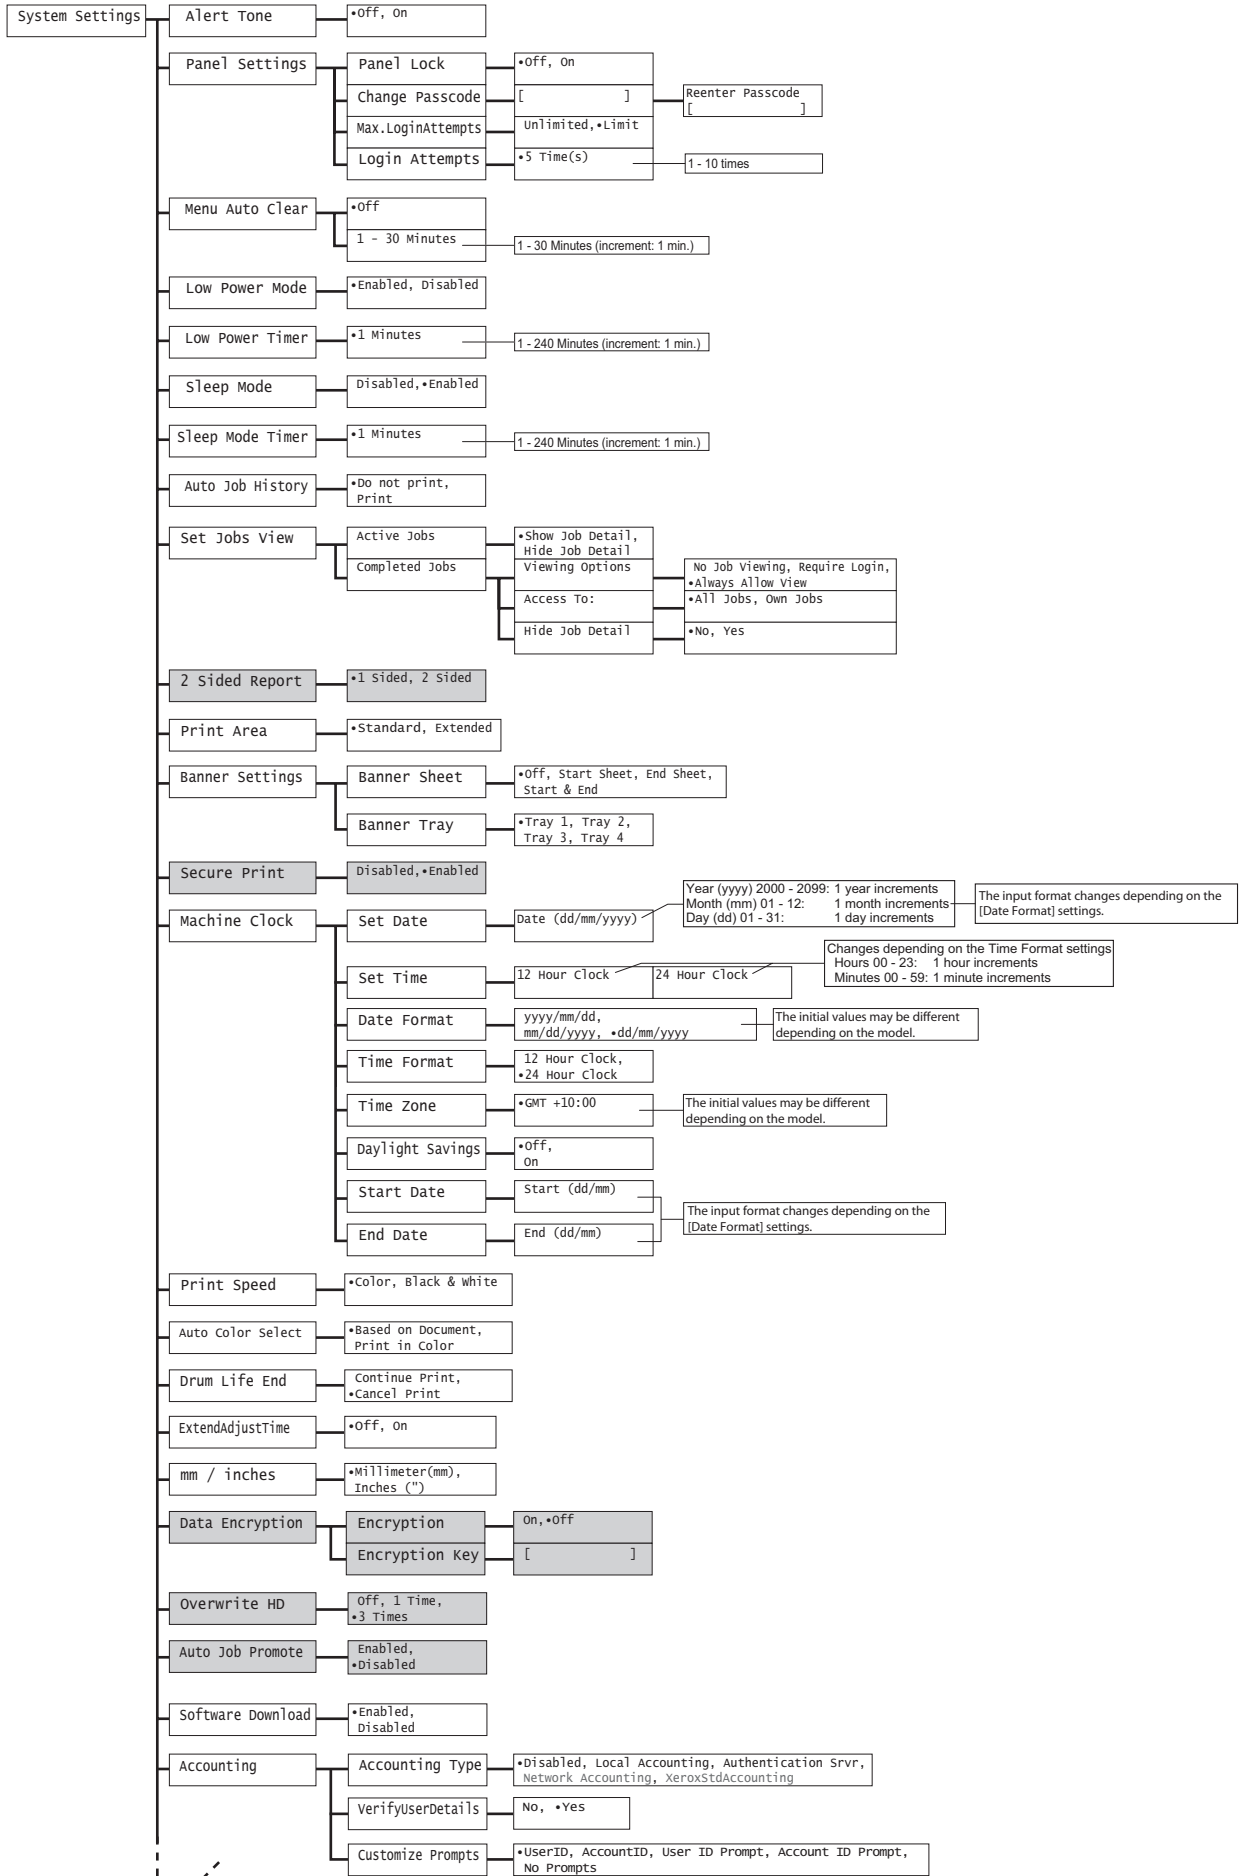 System Settings
Alert Tone
•Off, On
Panel Settings
Panel Lock
•Off, On
Change Passcode
[ ]
Reenter Passcode
[ ]
Max.LoginAttempts
Unlimited,•Limit
Login Attempts
•5 Time(s)
1 - 10 times
Menu Auto Clear
•Off
1 - 30 Minutes
1 - 30 Minutes (increment: 1 min.)
Low Power Mode
•Enabled, Disabled
Low Power Timer
•1 Minutes
1 - 240 Minutes (increment: 1 min.)
Sleep Mode
Disabled,•Enabled
Sleep Mode Timer
•1 Minutes
1 - 240 Minutes (increment: 1 min.)
Auto Job History
•Do not print,
Print
Set Jobs View
Active Jobs
•Show Job Detail,
Hide Job Detail
Completed Jobs
Viewing Options
No Job Viewing, Require Login,
•Always Allow View
Access To:
•All Jobs, Own Jobs
Hide Job Detail
•No, Yes
2 Sided Report
•1 Sided, 2 Sided
Print Area
•Standard, Extended
Banner Settings
Banner Sheet
•Off, Start Sheet, End Sheet,
Start & End
Banner Tray
•Tray 1, Tray 2,
Tray 3, Tray 4
Secure Print
Disabled,•Enabled
Machine Clock
Set Date
Date (dd/mm/yyyy)
Year (yyyy) 2000 - 2099: 1 year increments
Month (mm) 01 - 12: 1 month increments
Day (dd) 01 - 31: 1 day increments
The input format changes depending on the
[Date Format] settings.
Set Time
12 Hour Clock
24 Hour Clock
Changes depending on the Time Format settings
Hours 00 - 23: 1 hour increments
Minutes 00 - 59: 1 minute increments
Date Format
yyyy/mm/dd,
mm/dd/yyyy, •dd/mm/yyyy
The initial values may be different
depending on the model.
Time Format
12 Hour Clock,
•24 Hour Clock
Time Zone
•GMT +10:00
The initial values may be different
depending on the model.
Daylight Savings
•Off,
On
Start Date
Start (dd/mm)
The input format changes depending on the
[Date Format] settings.
End Date
End (dd/mm)
Print Speed
•Color, Black & White
Auto Color Select
•Based on Document,
Print in Color
Drum Life End
Continue Print,
•Cancel Print
ExtendAdjustTime
•Off, On
mm / inches
•Millimeter(mm),
Inches (")
Data Encryption
Encryption
On,•Off
Encryption Key
[ ]
Overwrite HD
Off, 1 Time,
•3 Times
Auto Job Promote
Enabled,
•Disabled
Software Download
•Enabled,
Disabled
Accounting
Accounting Type
•Disabled, Local Accounting, Authentication Srvr,
Network Accounting, XeroxStdAccounting
VerifyUserDetails
No, •Yes
Customize Prompts
•UserID, AccountID, User ID Prompt, Account ID Prompt,
No Prompts